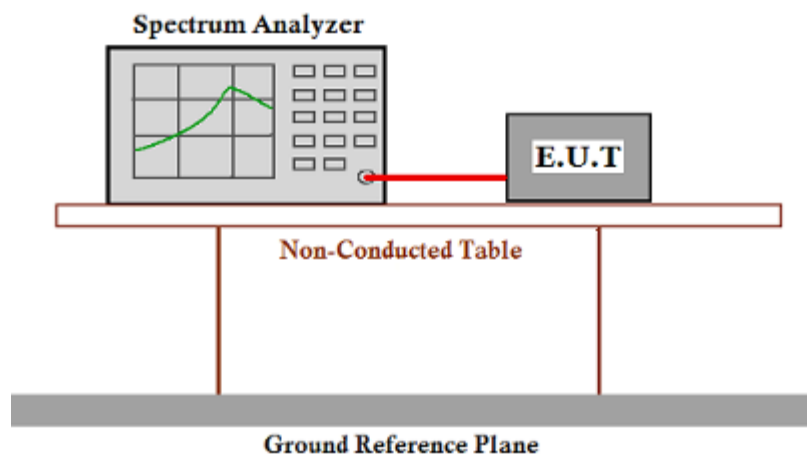 Spectrum Analyzer
E.U.T
Non-Conducted Table
Ground Reference Plane